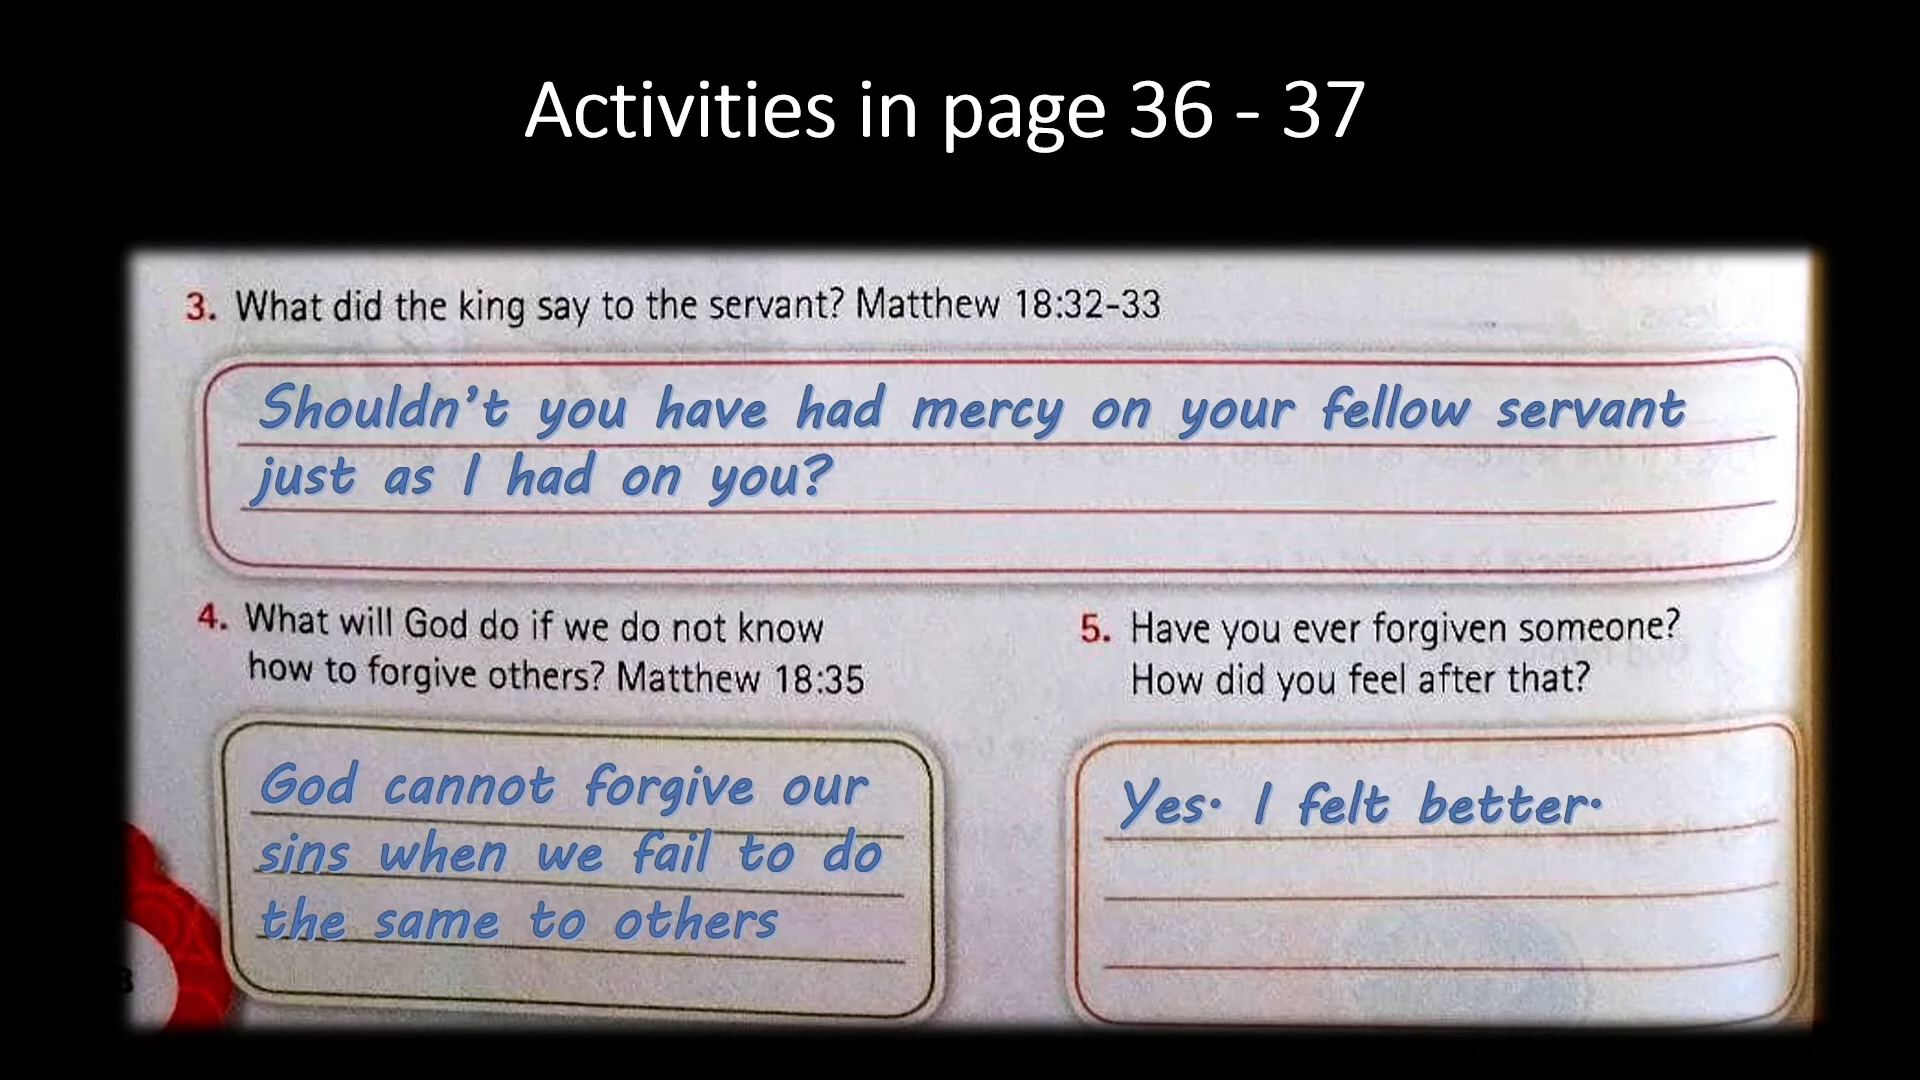 Activities in page 36 - 37
3. What did the king say to the servant? Matthew 18:32-33
Shouldn't you have had mercy on your fellow servant
just as I had on you?
4. What will God do if we do not know
how to forgive others? Matthew 18:35
God cannot forgive our
sins when we fail to do
the same to others
5. Have you ever forgiven someone?
How did you feel after that?
Yes. I felt better.